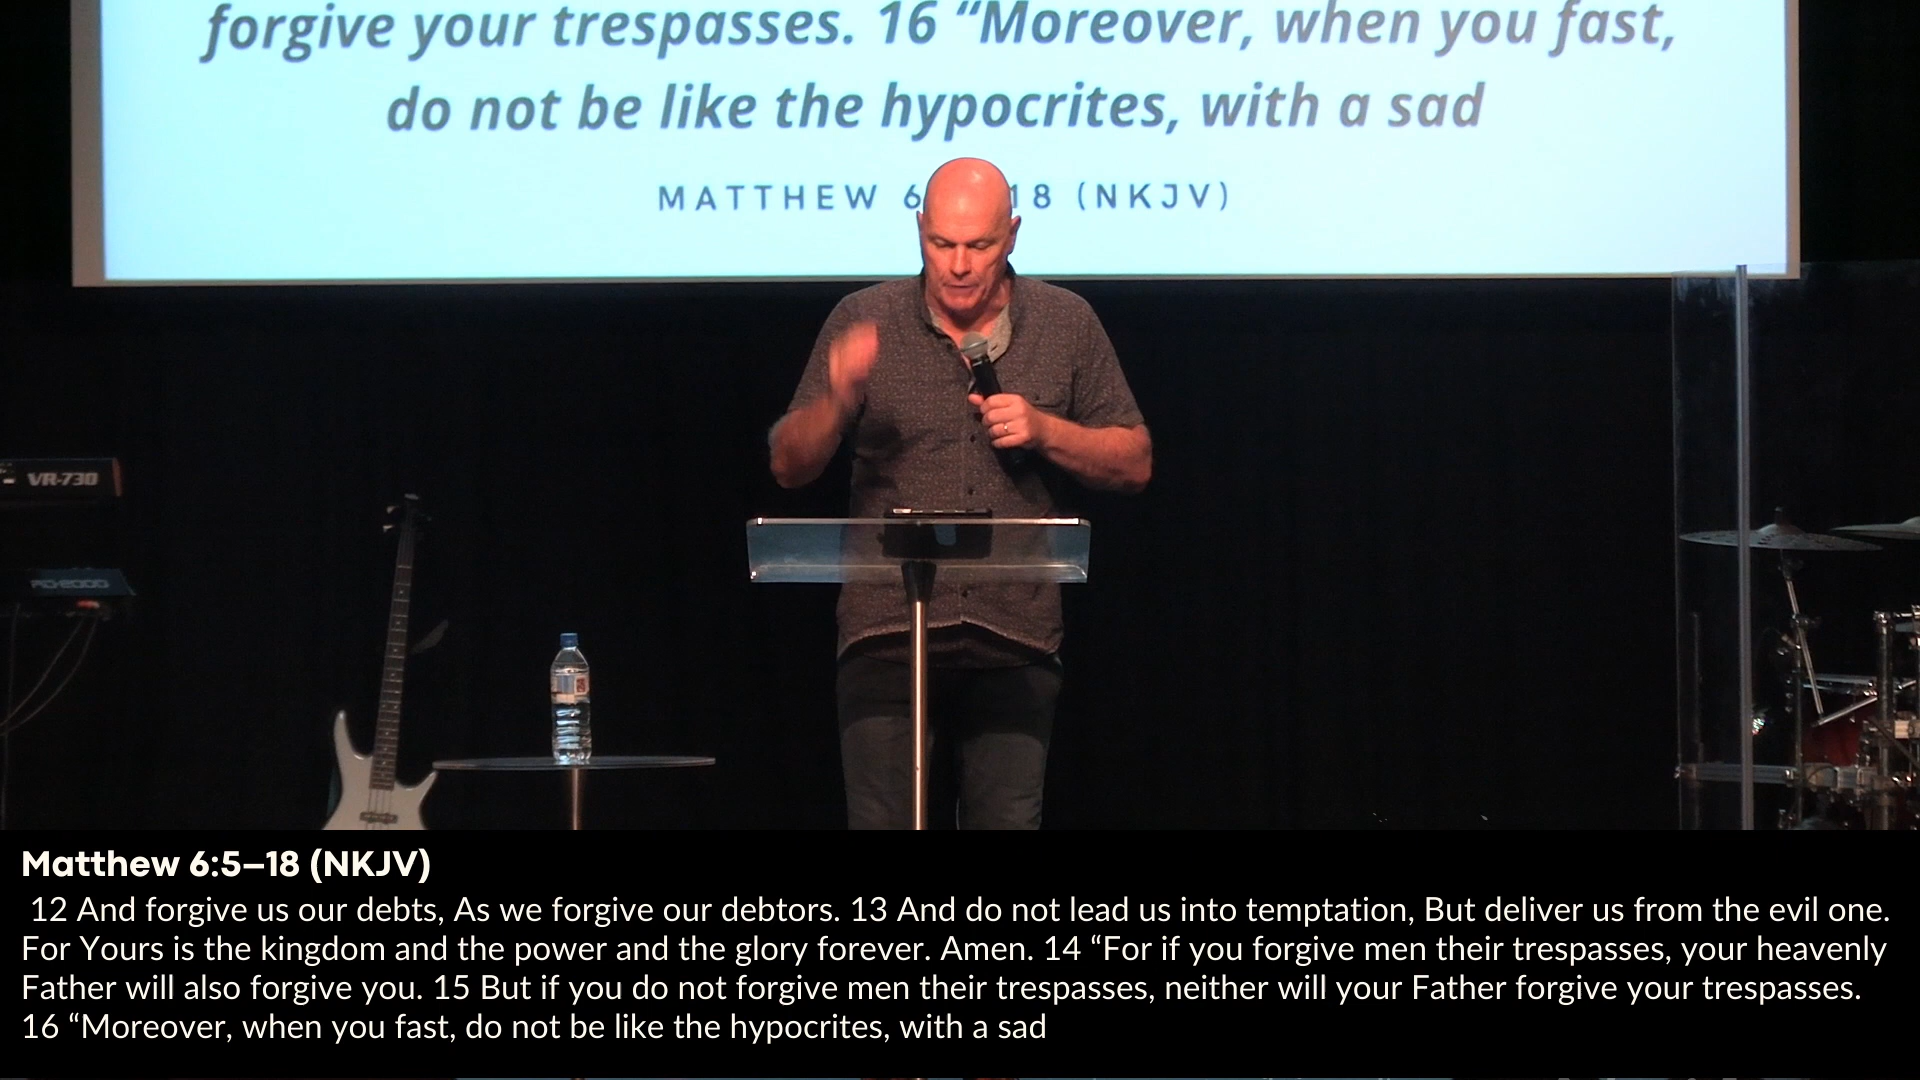 forgive your trespasses. 16 “Moreover, when you fast,
do not be like the hypocrites, with a sad
MATTHEW 6 18 (NKJV)
VR-730
RD-2000
Matthew 6:5–18 (NKJV)
12 And forgive us our debts, As we forgive our debtors. 13 And do not lead us into temptation, But deliver us from the evil one.
For Yours is the kingdom and the power and the glory forever. Amen. 14 “For if you forgive men their trespasses, your heavenly
Father will also forgive you. 15 But if you do not forgive men their trespasses, neither will your Father forgive your trespasses.
16 “Moreover, when you fast, do not be like the hypocrites, with a sad